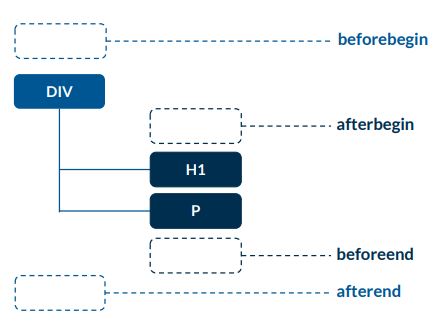 beforebegin
DIV
afterbegin
H1
P
beforeend
afterend